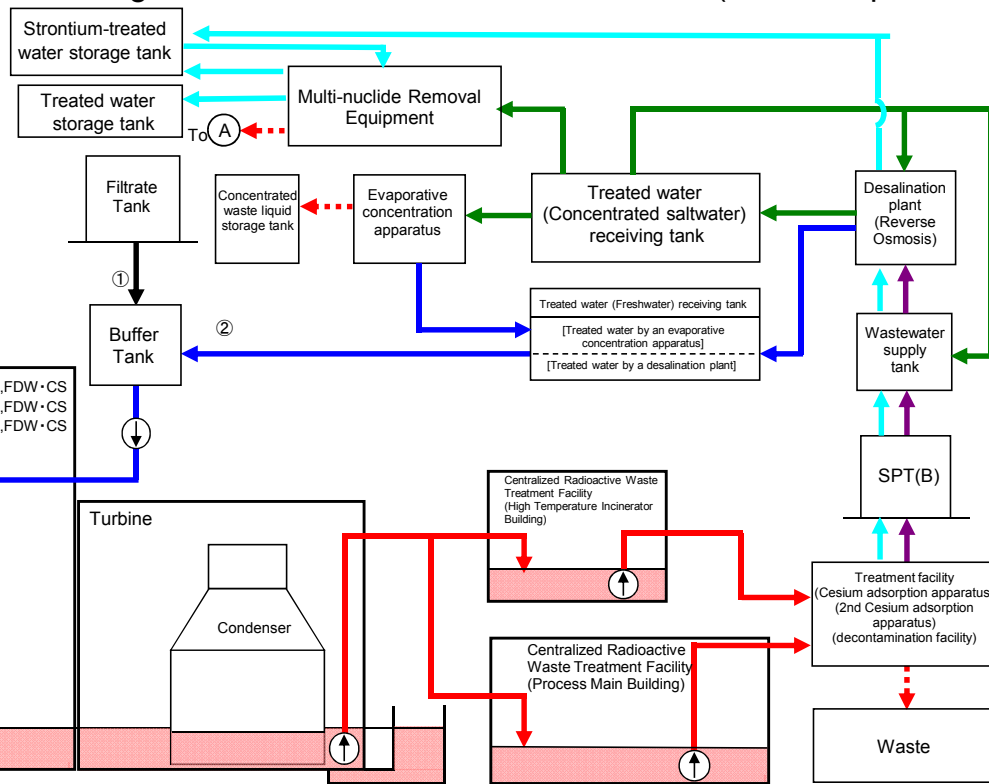 Strontium-treated
water storage tank
Treated water
storage tank
To A
Multi-nuclide Removal
Equipment
Filtrate
Tank
Concentrated
waste liquid
storage tank
Evaporative
concentration
apparatus
Treated water
(Concentrated saltwater)
receiving tank
Desalination
plant
(Reverse
Osmosis)
①
②
Buffer
Tank
Treated water (Freshwater) receiving tank
[Treated water by an evaporative
concentration apparatus]
[Treated water by a desalination plant]
Wastewater
supply
tank
,FDW・CS
,FDW・CS
,FDW・CS
SPT(B)
Turbine
Condenser
Centralized Radioactive Waste
Treatment Facility
(High Temperature Incinerator
Building)
Centralized Radioactive
Waste Treatment Facility
(Process Main Building)
Treatment facility
(Cesium adsorption apparatus
(2nd Cesium adsorption
apparatus)
(decontamination facility)
Waste